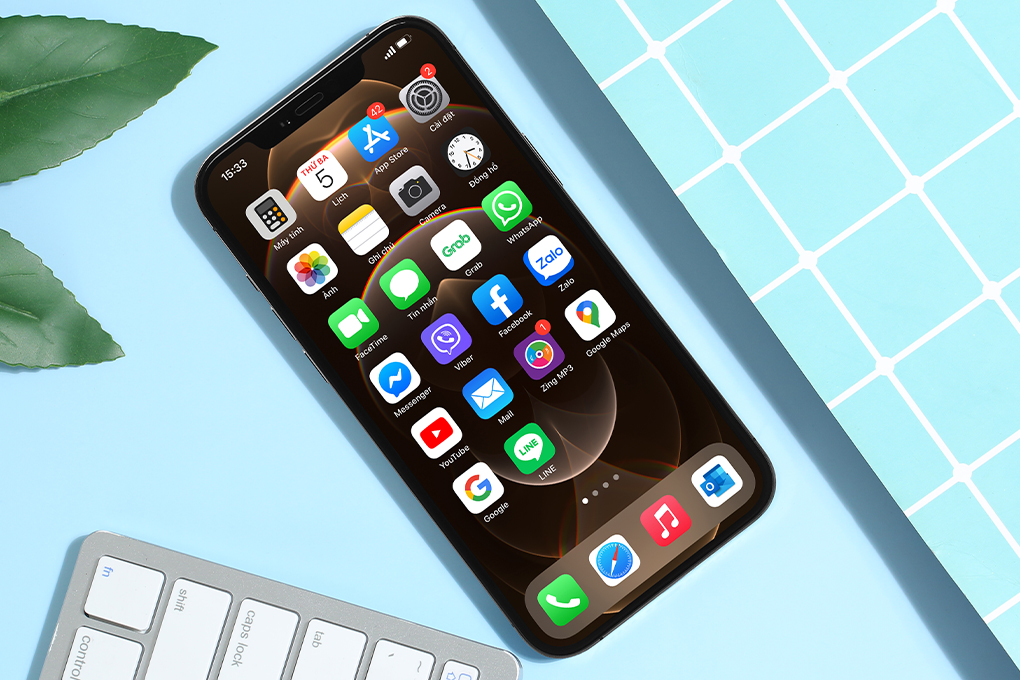 15:33
Máy tính
THỨ BA
5
Lịch
42
App Store
2
Cài đặt
Ảnh
Ghi chú
Camera
Đồng hồ
FaceTime
Tin nhắn
Grab
Grab
WhatsApp
Messenger
Viber
Facebook
Zalo
Zalo
YouTube
Mail
1
Zing MP3
Google Maps
Google
LINE
LINE
fn
shift
caps lock
tab
control